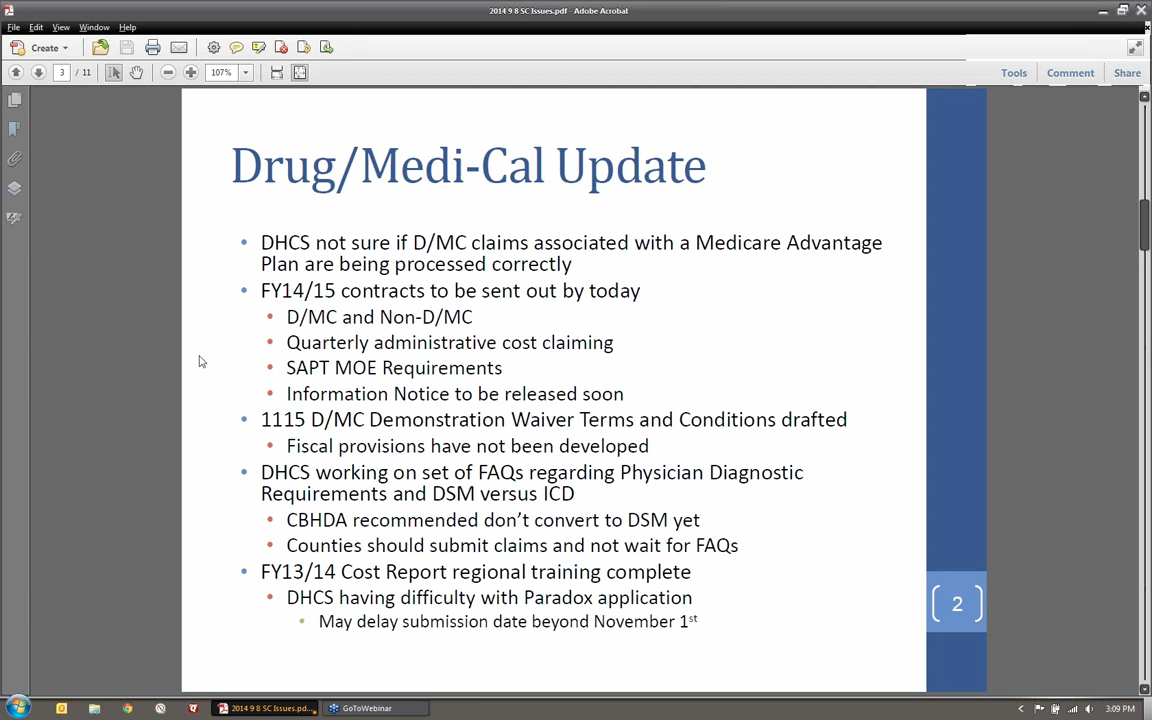 2014 9 8 SC Issues.pdf - Adobe Acrobat
File Edit View Window Help
Create
3 / 11 107% Tools Comment Share
Drug/Medi-Cal Update
• DHCS not sure if D/MC claims associated with a Medicare Advantage
Plan are being processed correctly
• FY14/15 contracts to be sent out by today
• D/MC and Non-D/MC
• Quarterly administrative cost claiming
• SAPT MOE Requirements
• Information Notice to be released soon
• 1115 D/MC Demonstration Waiver Terms and Conditions drafted
• Fiscal provisions have not been developed
• DHCS working on set of FAQs regarding Physician Diagnostic
Requirements and DSM versus ICD
• CBHDA recommended don’t convert to DSM yet
• Counties should submit claims and not wait for FAQs
• FY13/14 Cost Report regional training complete
• DHCS having difficulty with Paradox application
2
• May delay submission date beyond November 1st
2014 9 8 SC Issues.pd... GoToWebinar 3:09 PM